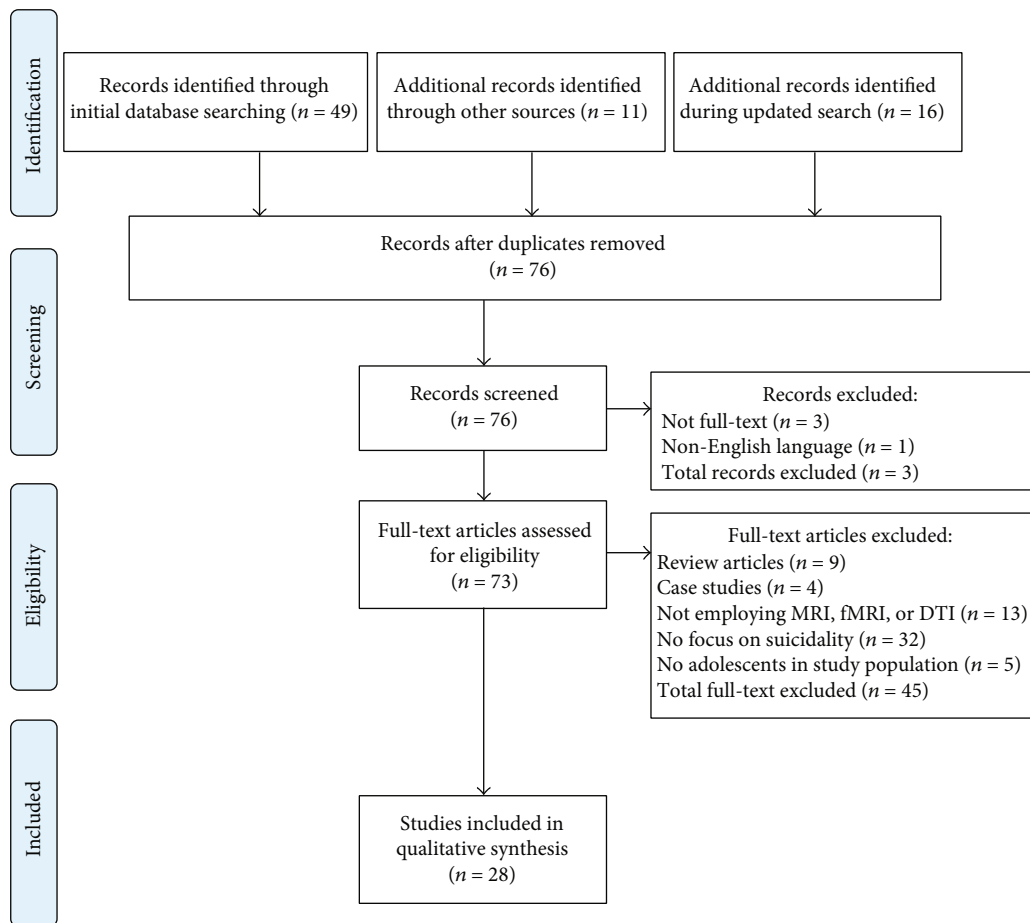 Identification
Records identified through
initial database searching (n = 49)
Additional records identified
through other sources (n = 11)
Additional records identified
during updated search (n = 16)
Records after duplicates removed
(n = 76)
Screening
Records screened
(n = 76)
Records excluded:
Not full-text (n = 3)
Non-English language (n = 1)
Total records excluded (n = 3)
Eligibility
Full-text articles assessed
for eligibility
(n = 73)
Full-text articles excluded:
Review articles (n = 9)
Case studies (n = 4)
Not employing MRI, fMRI, or DTI (n = 13)
No focus on suicidality (n = 32)
No adolescents in study population (n = 5)
Total full-text excluded (n = 45)
Included
Studies included in
qualitative synthesis
(n = 28)